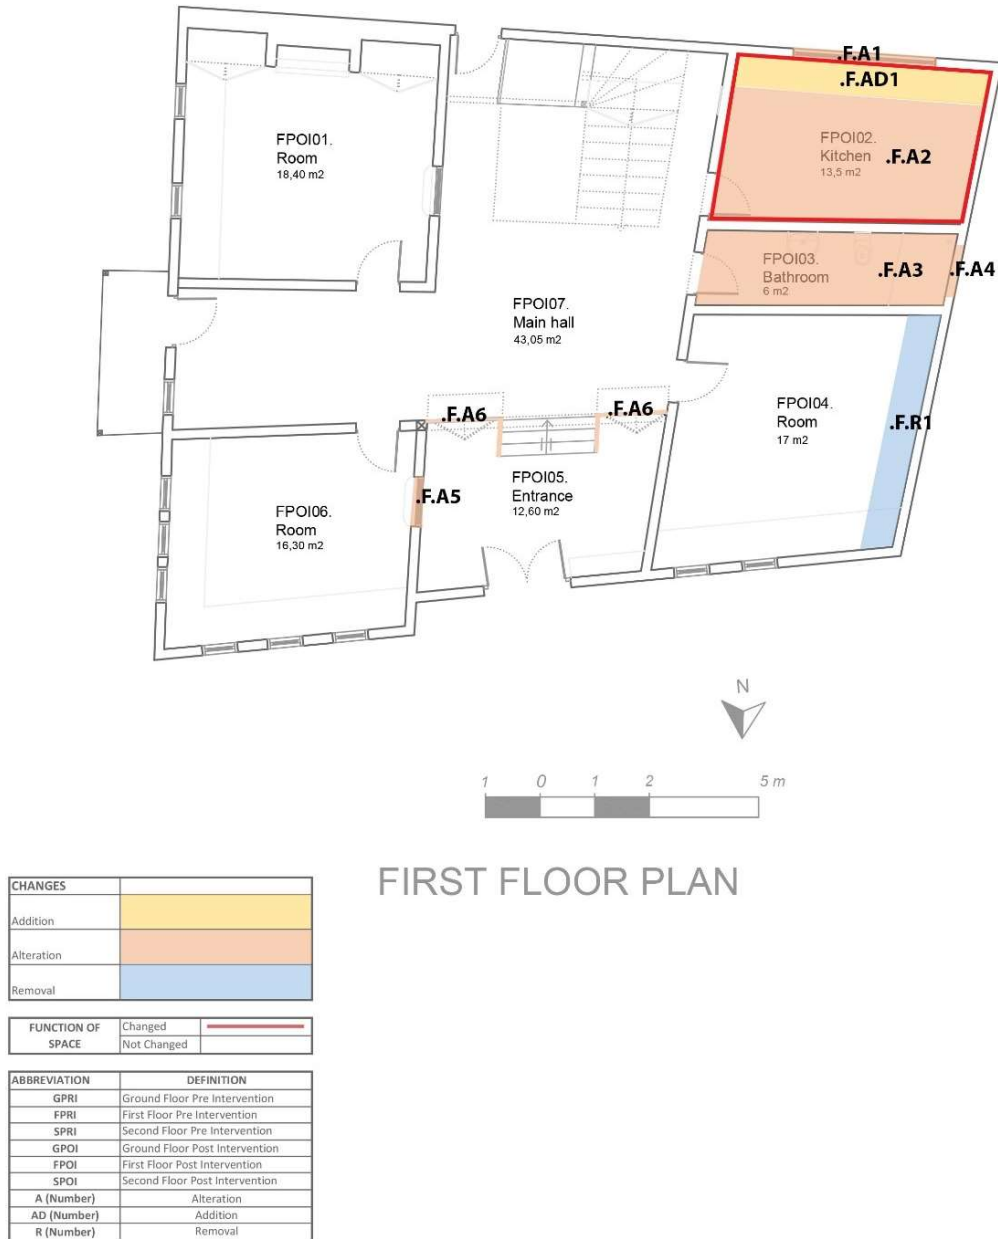 .F.A1
.F.AD1
FPOI01.
Room
18,40 m2
FPOI02.
Kitchen
13,5 m2
.F.A2
FPOI03.
Bathroom
6 m2
.F.A3
.F.A4
FPOI07.
Main hall
43,05 m2
.F.A6
.F.A6
FPOI04.
Room
17 m2
.F.R1
FPOI05.
Entrance
12,60 m2
.F.A5
FPOI06.
Room
16,30 m2
N
1 0 1 2 5 m
FIRST FLOOR PLAN
CHANGES
Addition
Alteration
Removal
FUNCTION OF SPACE
Changed
Not Changed
ABBREVIATION DEFINITION
GPRI Ground Floor Pre Intervention
FPRI First Floor Pre Intervention
SPRI Second Floor Pre Intervention
GPOI Ground Floor Post Intervention
FPOI First Floor Post Intervention
SPOI Second Floor Post Intervention
A (Number) Alteration
AD (Number) Addition
R (Number) Removal